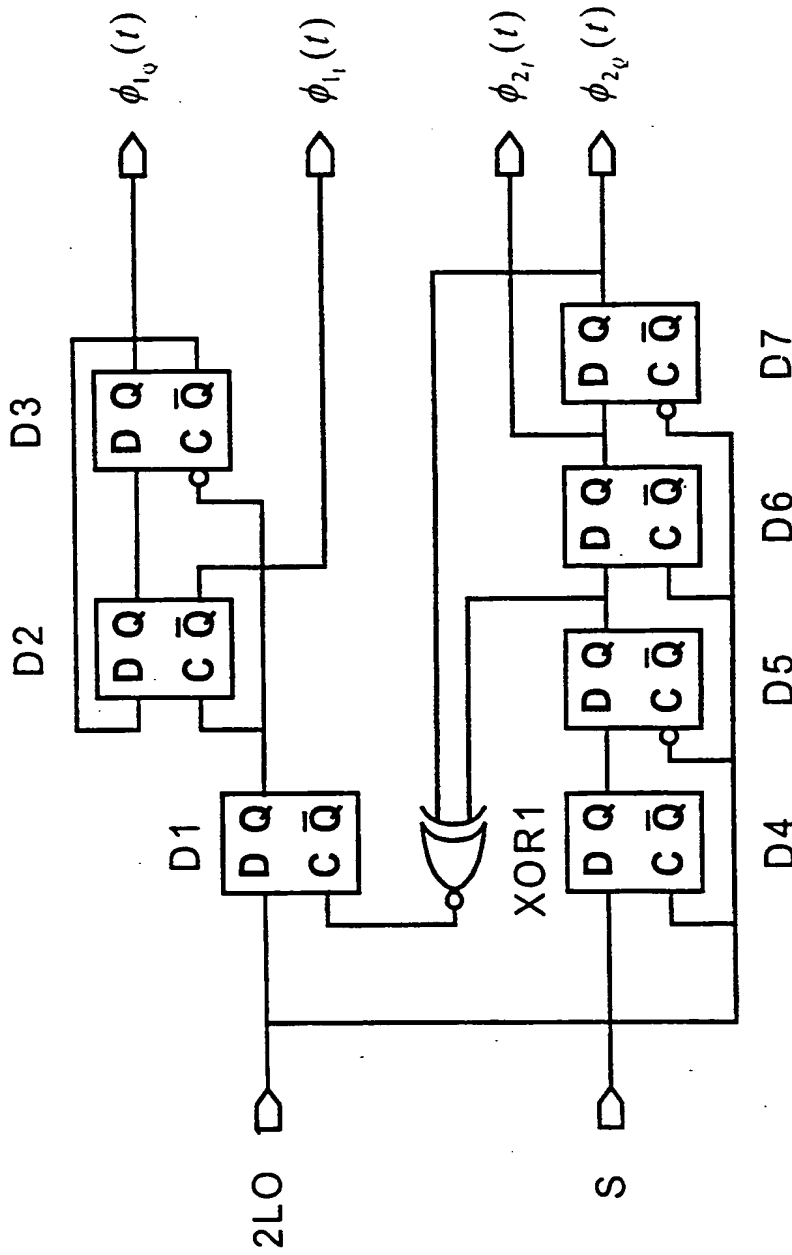 D2
D3
D Q
C Q̅
D Q
C Q̅
ϕ1Q (t)
D1
D Q
C Q̅
2LO
ϕ1I (t)
XOR1
ϕ2I (t)
S
D Q
C Q̅
D Q
C Q̅
D Q
C Q̅
D Q
C Q̅
ϕ2Q (t)
D4
D5
D6
D7